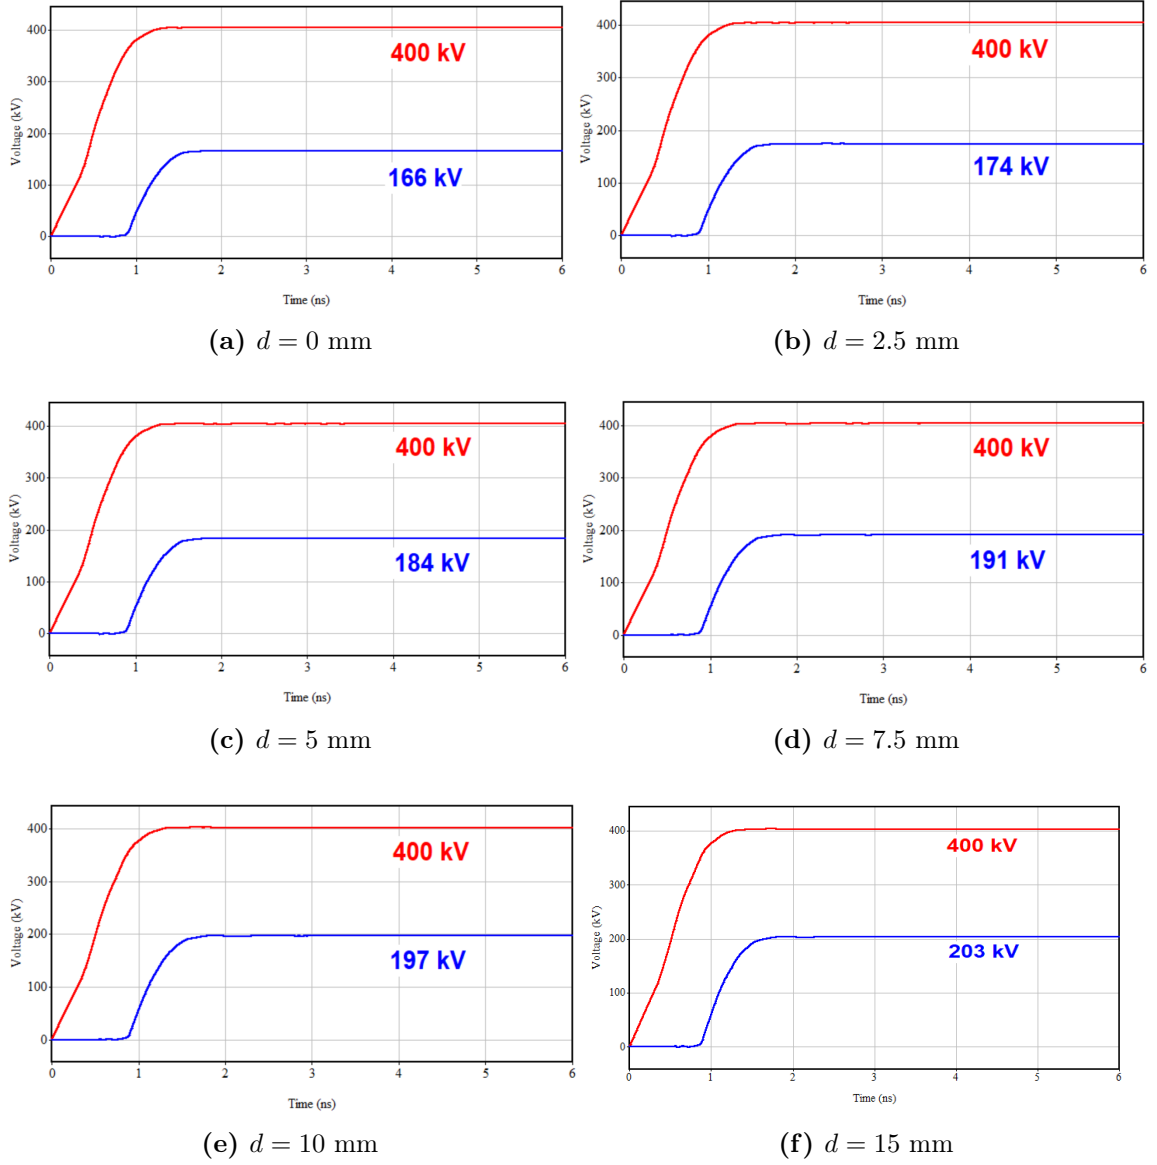 400
300
200
100
0
Voltage (kV)
400 kV
166 kV
0 1 2 3 4 5 6
Time (ns)
(a) d = 0 mm
400
300
200
100
0
Voltage (kV)
400 kV
174 kV
0 1 2 3 4 5 6
Time (ns)
(b) d = 2.5 mm
400
300
200
100
0
Voltage (kV)
400 kV
184 kV
0 1 2 3 4 5 6
Time (ns)
(c) d = 5 mm
400
300
200
100
0
Voltage (kV)
400 kV
191 kV
0 1 2 3 4 5 6
Time (ns)
(d) d = 7.5 mm
400
300
200
100
0
Voltage (kV)
400 kV
197 kV
0 1 2 3 4 5 6
Time (ns)
(e) d = 10 mm
400
300
200
100
0
Voltage (kV)
400 kV
203 kV
0 1 2 3 4 5 6
Time (ns)
(f) d = 15 mm